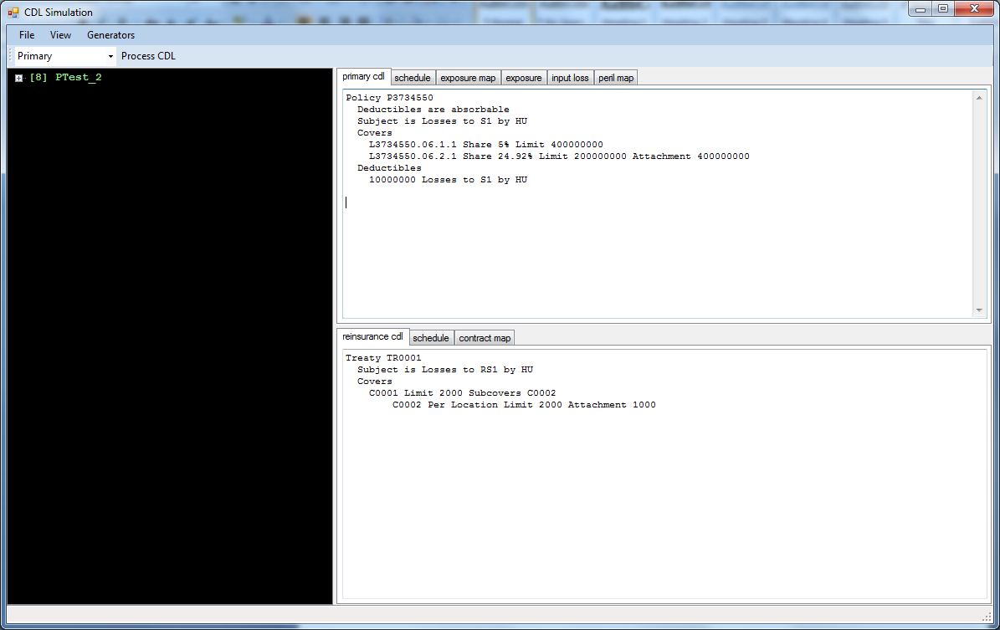 CDL Simulation
File View Generators
Primary Process CDL
[8] PTest_2
primary cdl schedule exposure map exposure input loss peril map
Policy P3734550
Deductibles are absorbable
Subject is Losses to S1 by HU
Covers
L3734550.06.1.1 Share 5% Limit 400000000
L3734550.06.2.1 Share 24.92% Limit 200000000 Attachment 400000000
Deductibles
10000000 Losses to S1 by HU
reinsurance cdl schedule contract map
Treaty TR0001
Subject is Losses to RS1 by HU
Covers
C0001 Limit 2000 Subcovers C0002
C0002 Per Location Limit 2000 Attachment 1000